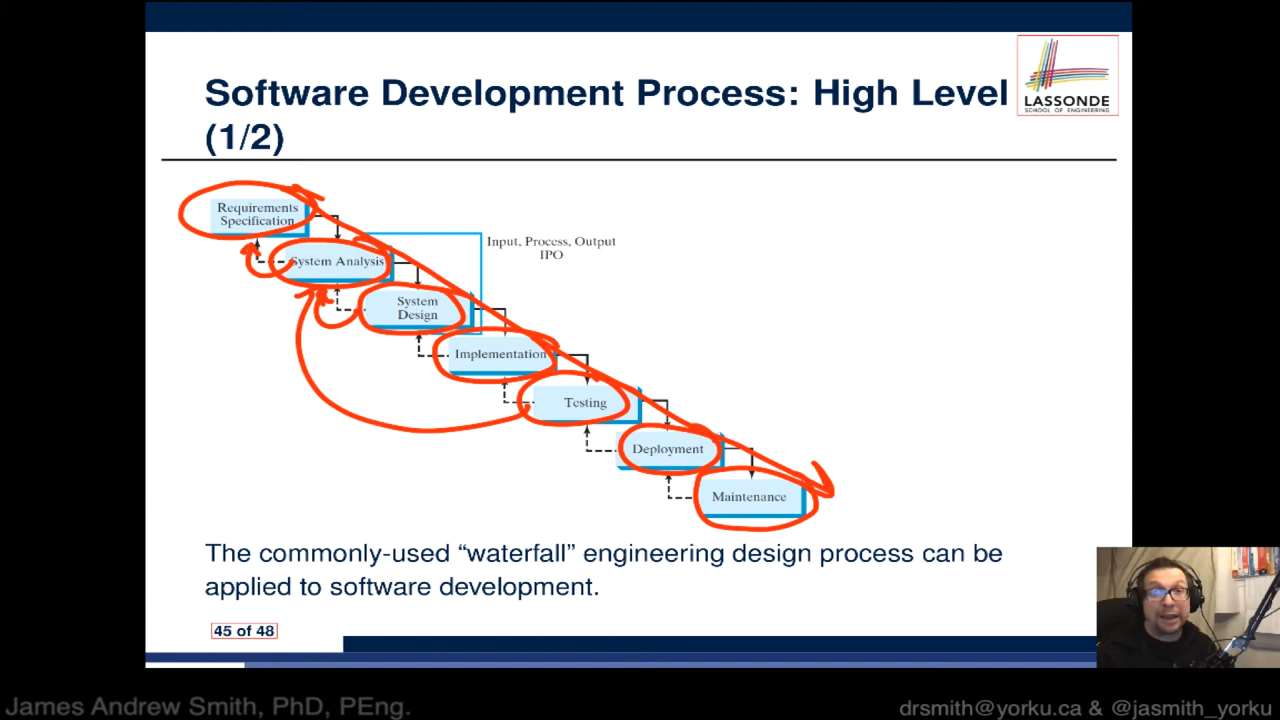 Software Development Process: High Level
(1/2)
LASSONDE
SCHOOL OF ENGINEERING
Requirements
Specification
System Analysis
Input, Process, Output
IPO
System
Design
Implementation
Testing
Deployment
Maintenance
The commonly-used “waterfall” engineering design process can be
applied to software development.
45 of 48
James Andrew Smith, PhD, PEng.
drsmith@yorku.ca & @jasmith_yorku